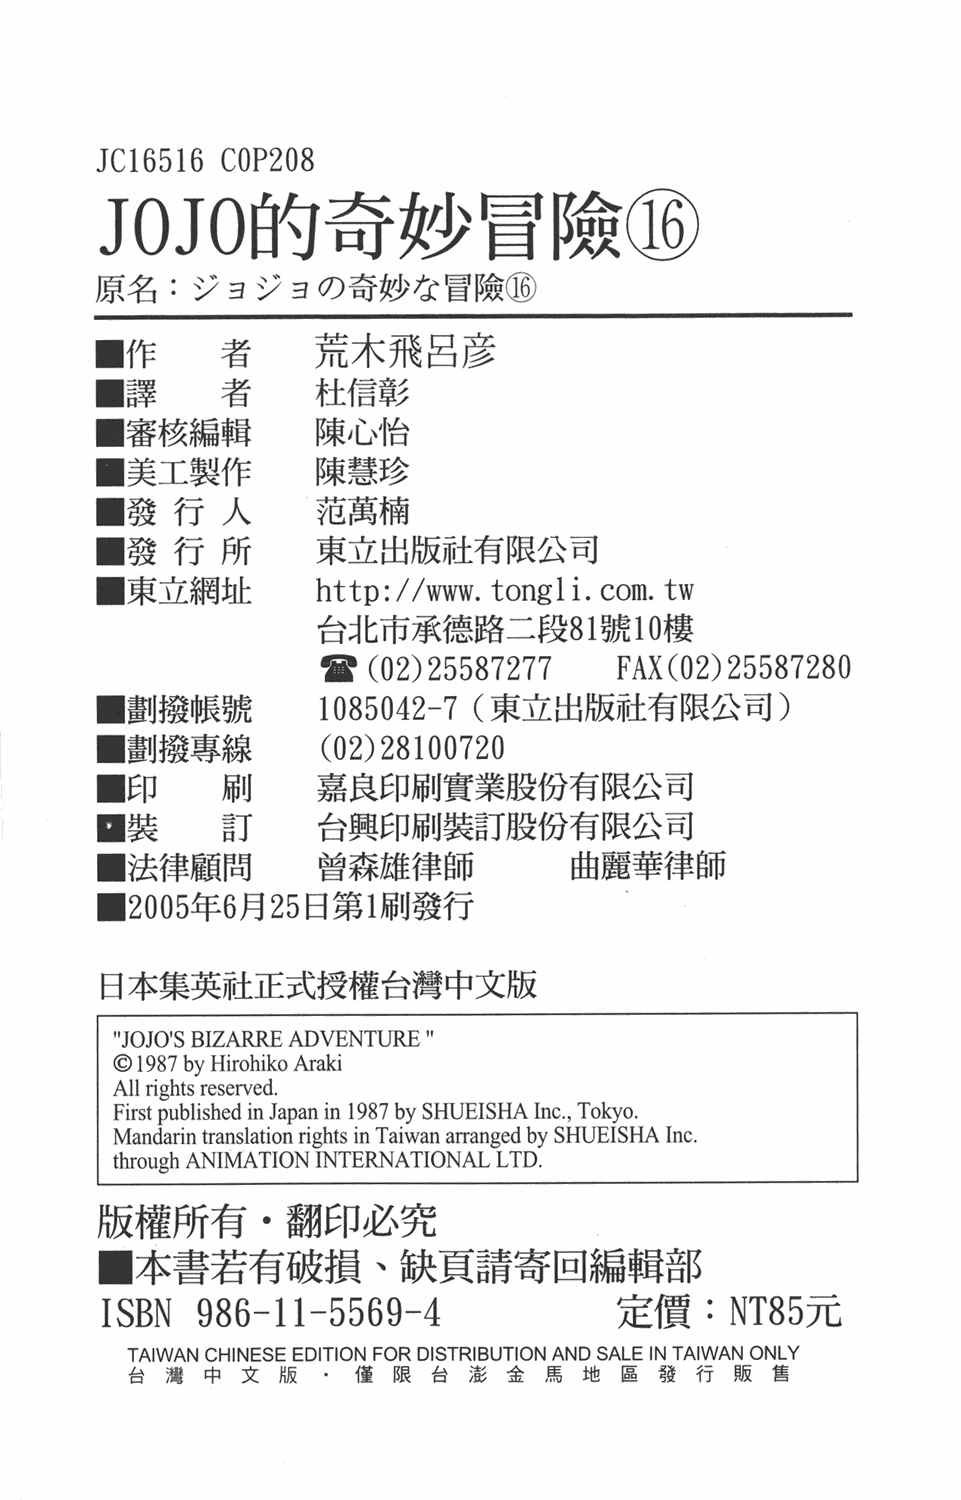 JC16516 COP208
JOJO的奇妙冒險⑯
原名：ジョジョの奇妙な冒險⑯
■作　者　荒木飛呂彦
■譯　者　杜信彰
■審核編輯　陳心怡
■美工製作　陳慧珍
■發行人　范萬楠
■發行所　東立出版社有限公司
■東立網址　http://www.tongli.com.tw
台北市承德路二段81號10樓
☎(02)25587277　FAX(02)25587280
■劃撥帳號　1085042-7（東立出版社有限公司）
■劃撥專線　(02)28100720
■印　刷　嘉良印刷實業股份有限公司
■裝　訂　台興印刷裝訂股份有限公司
■法律顧問　曾森雄律師　曲麗華律師
■2005年6月25日第1刷發行
日本集英社正式授權台灣中文版
"JOJO'S BIZARRE ADVENTURE "
©1987 by Hirohiko Araki
All rights reserved.
First published in Japan in 1987 by SHUEISHA Inc., Tokyo.
Mandarin translation rights in Taiwan arranged by SHUEISHA Inc.
through ANIMATION INTERNATIONAL LTD.
版權所有・翻印必究
■本書若有破損、缺頁請寄回編輯部
ISBN 986-11-5569-4　定價：NT85元
TAIWAN CHINESE EDITION FOR DISTRIBUTION AND SALE IN TAIWAN ONLY
台灣中文版・僅限台澎金馬地區發行販售